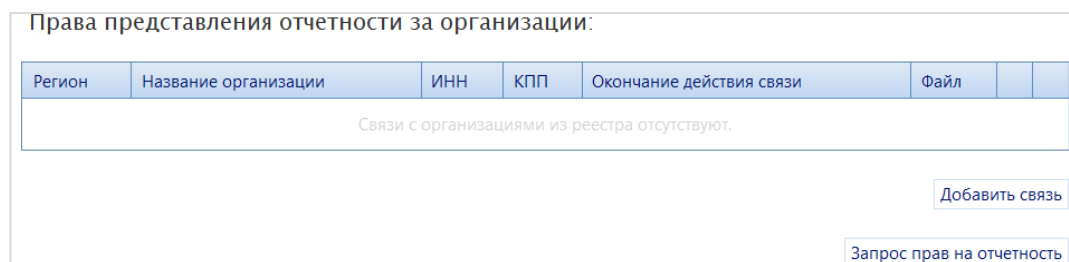 Права представления отчетности за организации:
Регион Название организации ИНН КПП Окончание действия связи Файл
Связи с организациями из реестра отсутствуют.
Добавить связь
Запрос прав на отчетность